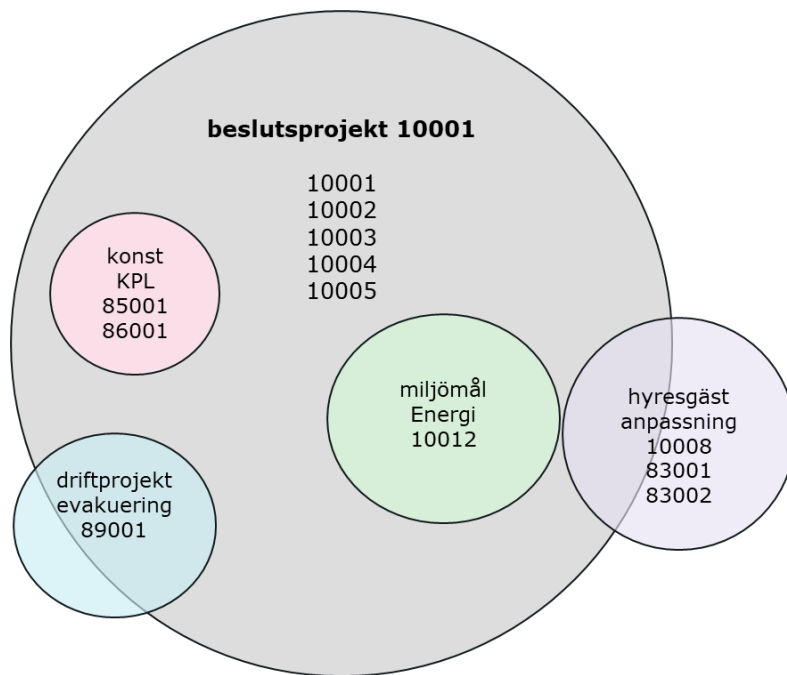 beslutsprojekt 10001
10001
10002
10003
10004
10005
konst
KPL
85001
86001
miljömål
Energi
10012
hyresgäst
anpassning
10008
83001
83002
driftprojekt
evakuering
89001